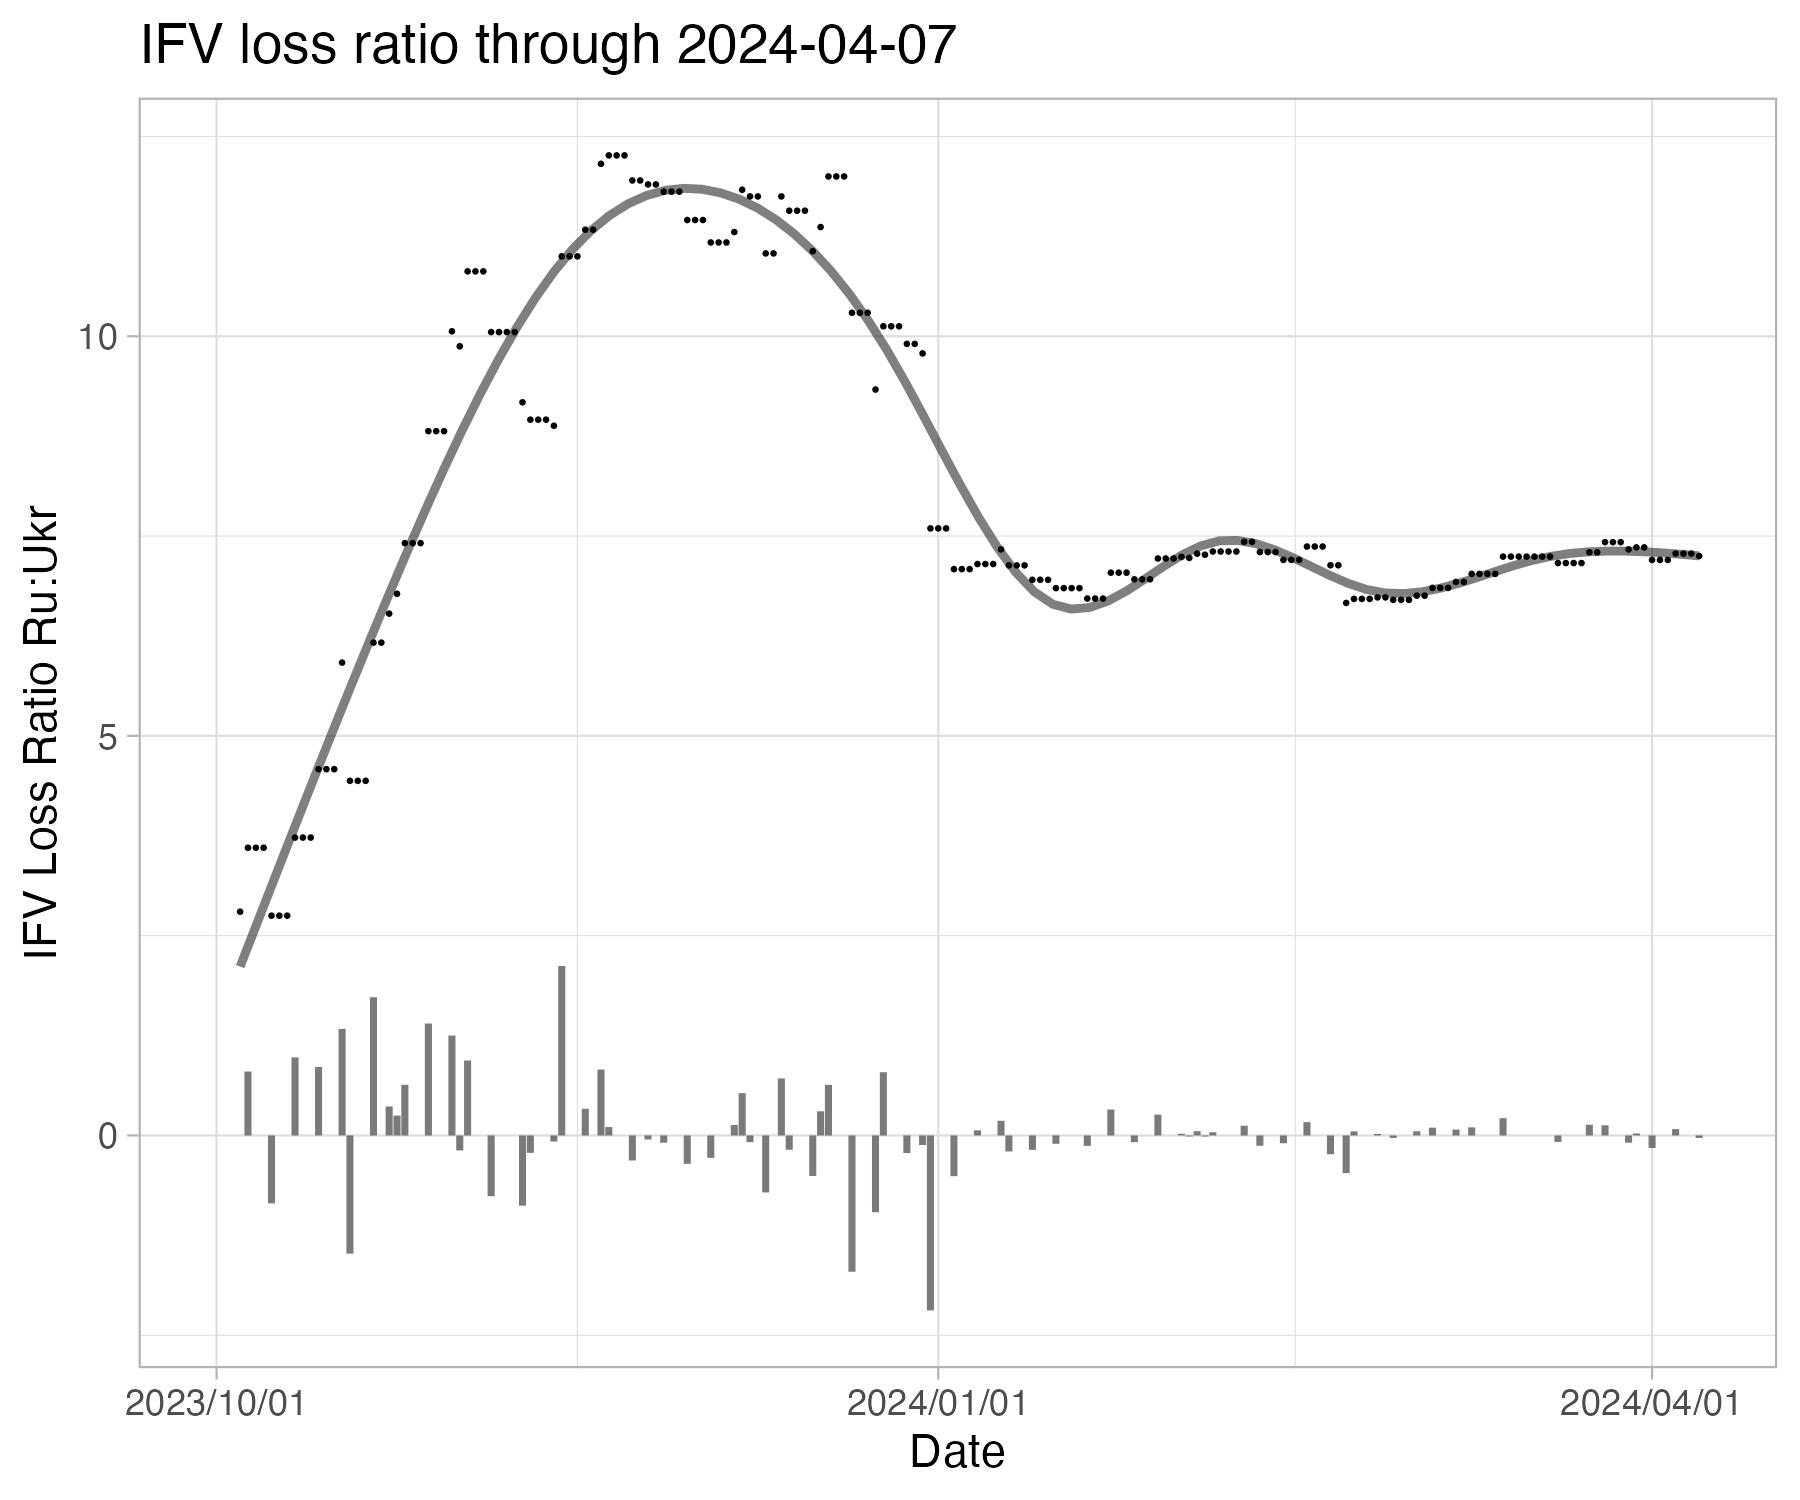 IFV loss ratio through 2024-04-07
IFV Loss Ratio Ru:Ukr
10
5
0
2023/10/01
2024/01/01
2024/04/01
Date